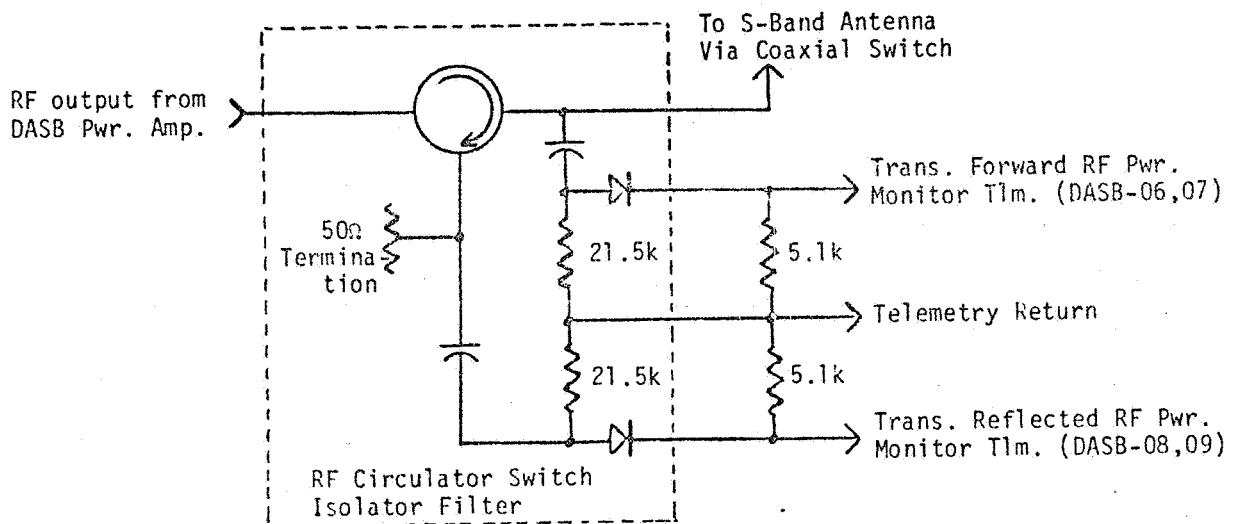 To S-Band Antenna
Via Coaxial Switch
RF output from
DASB Pwr. Amp.
Trans. Forward RF Pwr.
Monitor Tlm. (DASB-06,07)
50Ω
Termina-
tion
21.5k
5.1k
Telemetry Return
21.5k
5.1k
Trans. Reflected RF Pwr.
Monitor Tlm. (DASB-08,09)
RF Circulator Switch
Isolator Filter